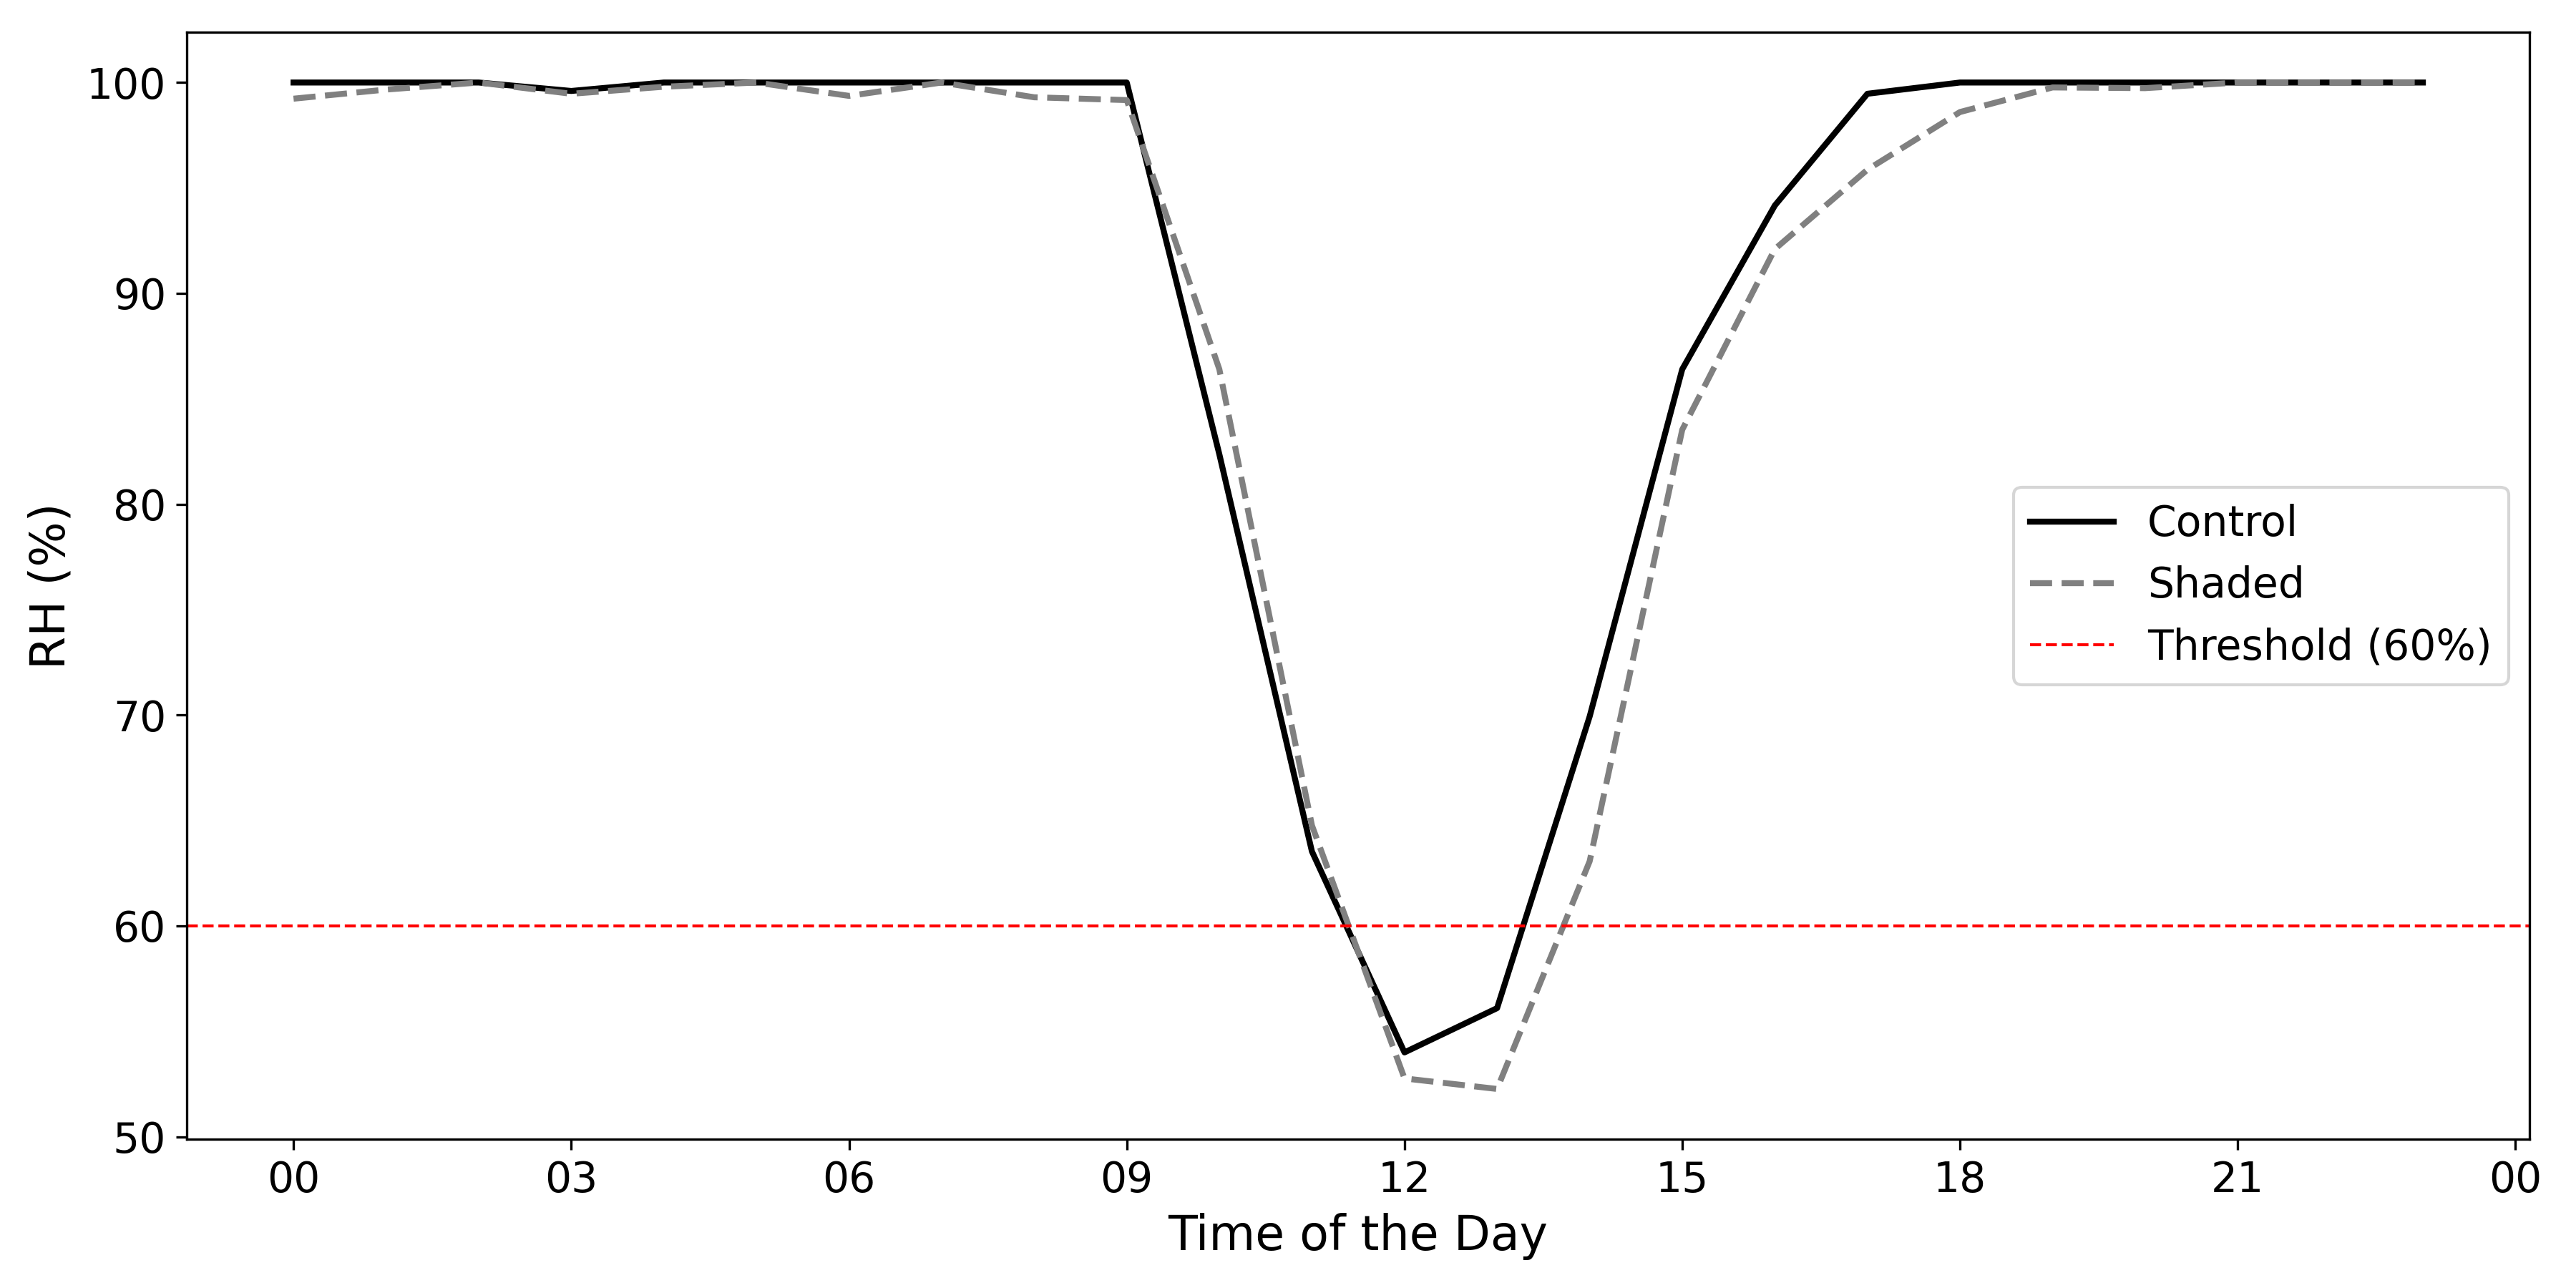 100
90
80
70
60
50
RH (%)
Control
Shaded
Threshold (60%)
00 03 06 09 12 15 18 21 00
Time of the Day